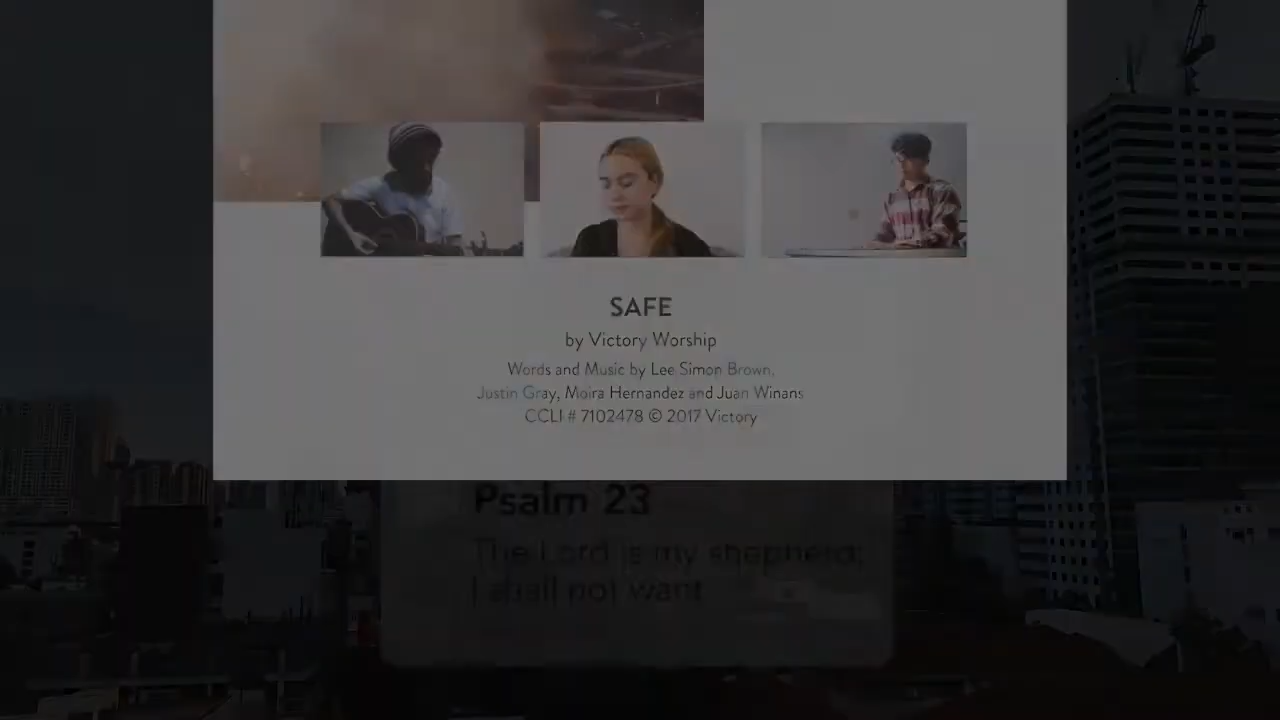 SAFE
by Victory Worship
Words and Music by Lee Simon Brown,
Justin Gray, Moira Hernandez and Juan Winans
CCLI # 7102478 © 2017 Victory
Psalm 23
The Lord is my shepherd;
I shall not want